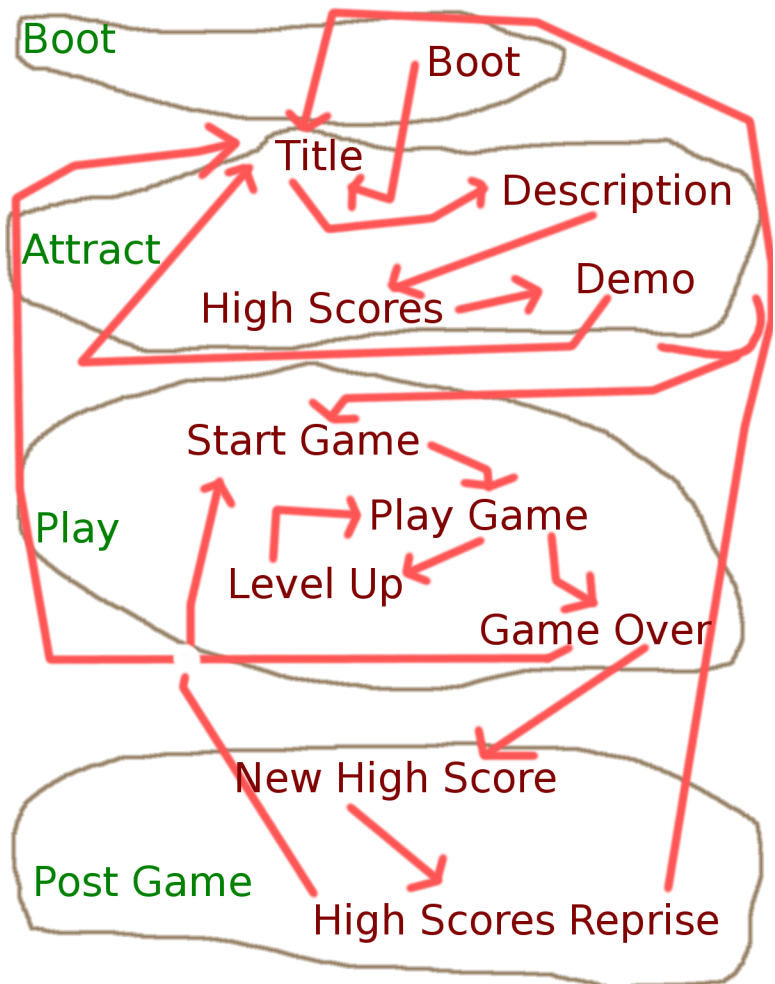 Boot
Boot
Title
Description
Attract
Demo
High Scores
Start Game
Play Game
Play
Level Up
Game Over
New High Score
Post Game
High Scores Reprise